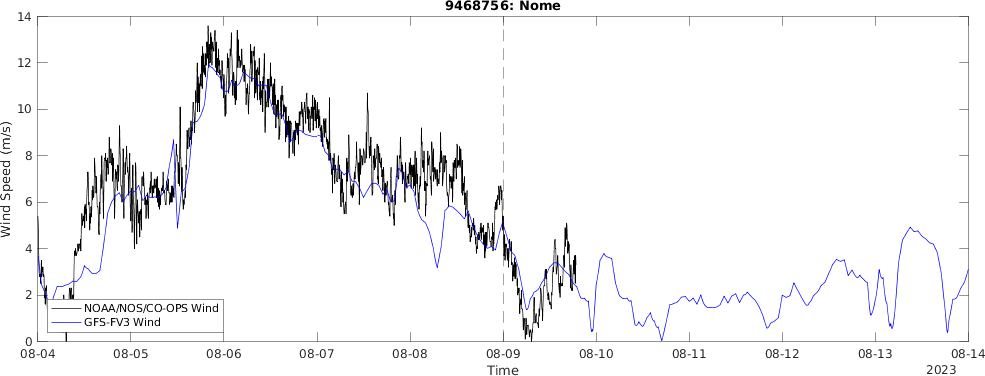 9468756: Nome
Wind Speed (m/s)
14
12
10
8
6
4
2
0
NOAA/NOS/CO-OPS Wind
GFS-FV3 Wind
08-04 08-05 08-06 08-07 08-08 08-09 08-10 08-11 08-12 08-13 08-14
Time
2023